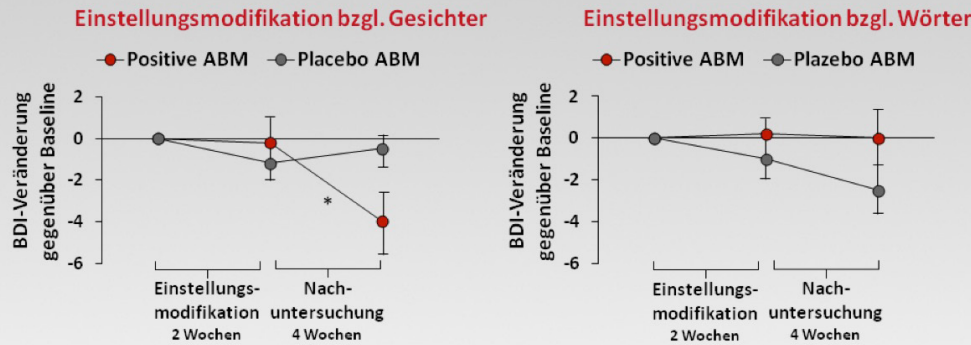 Einstellungsmodifikation bzgl. Gesichter
Positive ABM Placebo ABM
BDI-Veränderung
gegenüber Baseline
2
0
-2
-4
-6
*
Einstellungs-
modifikation
2 Wochen
Nach-
untersuchung
4 Wochen
Einstellungsmodifikation bzgl. Wörter
Positive ABM Plazebo ABM
BDI-Veränderung
gegenüber Baseline
2
0
-2
-4
-6
Einstellungs-
modifikation
2 Wochen
Nach-
untersuchung
4 Wochen